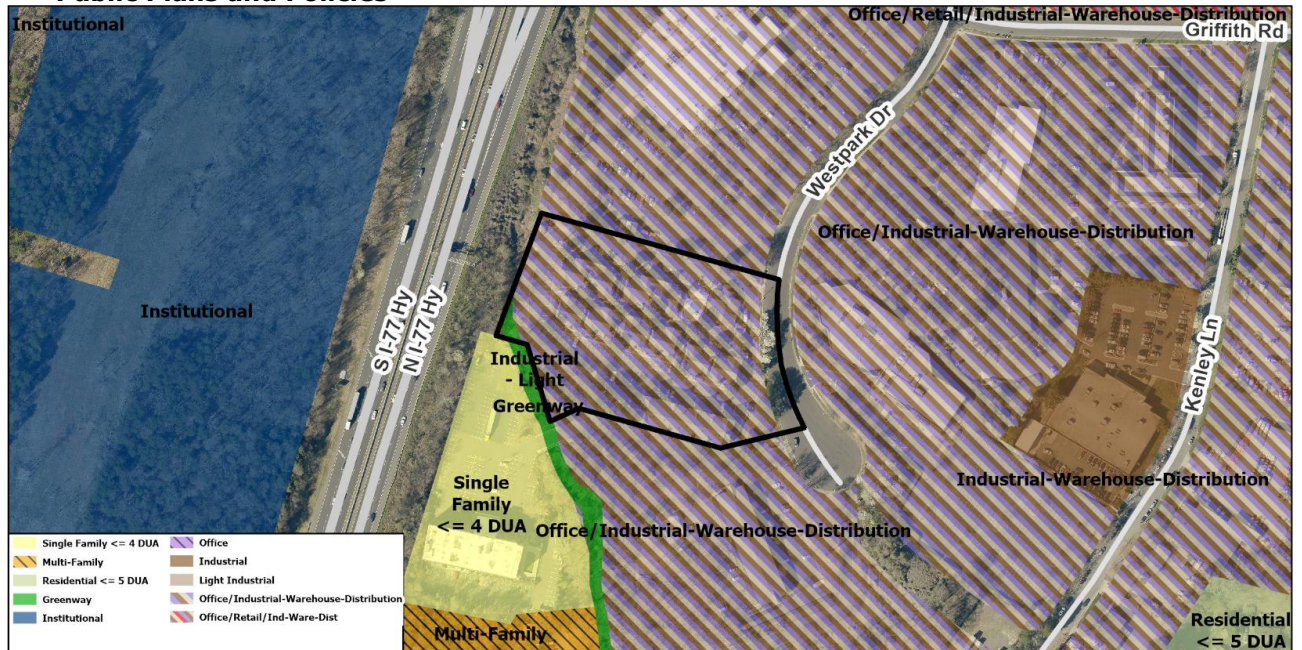 Public Plans and Policies
Institutional
Office/Retail/Industrial-Warehouse-Distribution
Griffith Rd
Westpark Dr
Office/Industrial-Warehouse-Distribution
Institutional
S I-77 Hy
N I-77 Hy
Industrial
- Light
Greenway
Kenley Ln
Single
Family
<= 4 DUA
Industrial-Warehouse-Distribution
Office/Industrial-Warehouse-Distribution
Multi-Family
Residential
<= 5 DUA
Single Family <= 4 DUA
Multi-Family
Residential <= 5 DUA
Greenway
Institutional
Office
Industrial
Light Industrial
Office/Industrial-Warehouse-Distribution
Office/Retail/Ind-Ware-Dist